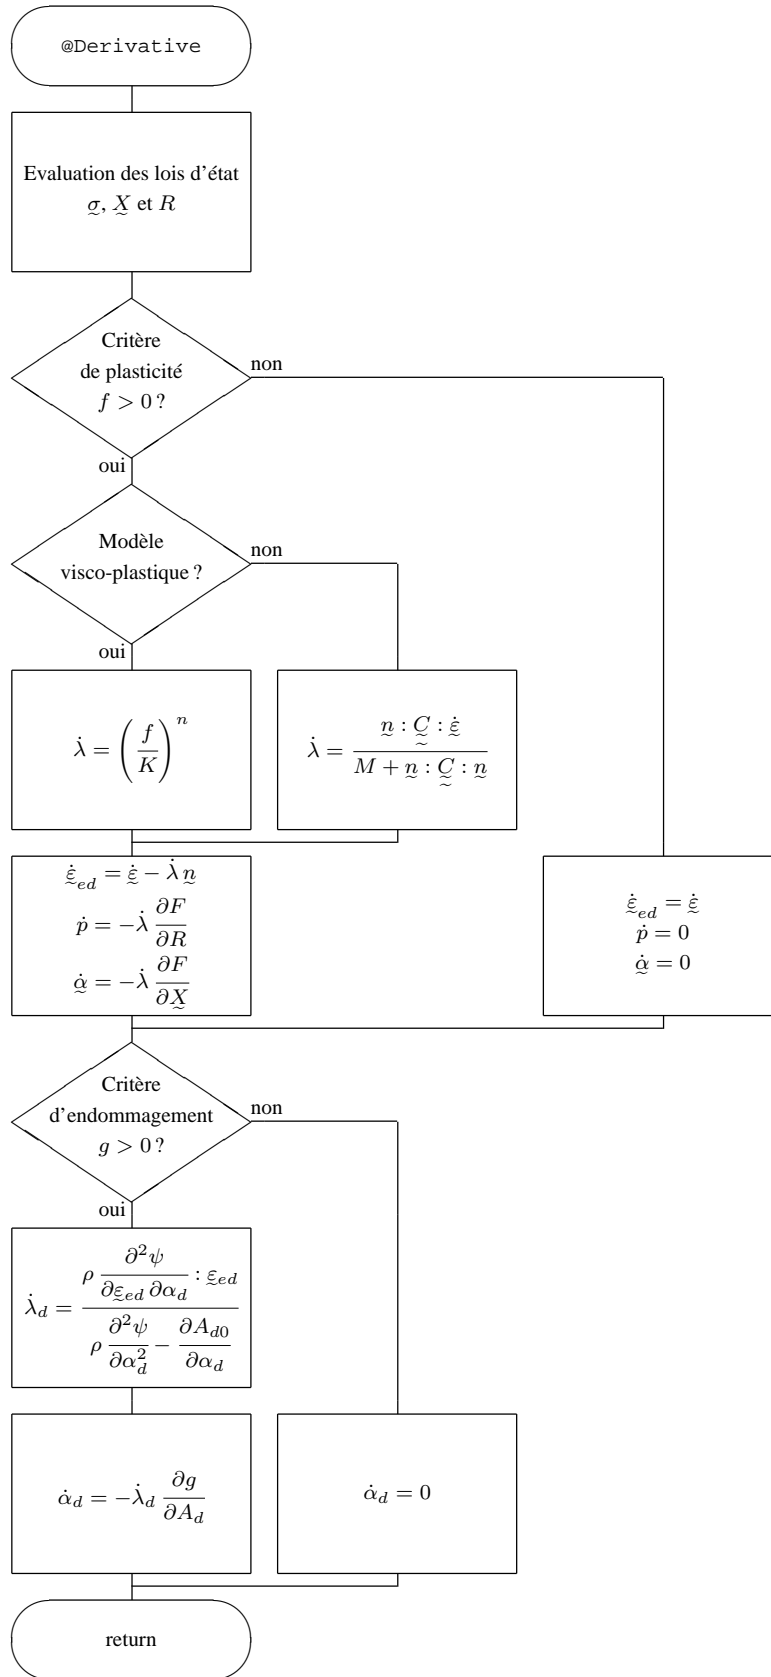 @Derivative
Evaluation des lois d'état
σ̰, X̰ et R
Critère
de plasticité
f > 0 ?
non
oui
Modèle
visco-plastique ?
non
oui
λ̇ = (f/K)^n
λ̇ = (ṋ : C̰̰ : ε̰̇) / (M + ṋ : C̰̰ : ṋ)
ε̰̇_ed = ε̰̇ − λ̇ ṋ
ṗ = −λ̇ ∂F/∂R
α̰̇ = −λ̇ ∂F/∂X̰
ε̰̇_ed = ε̰̇
ṗ = 0
α̰̇ = 0
Critère
d'endommagement
g > 0 ?
non
oui
λ̇_d = (ρ ∂²ψ/(∂ε̰_ed ∂α_d) : ε̰_ed) / (ρ ∂²ψ/∂α_d² − ∂A_d0/∂α_d)
α̇_d = −λ̇_d ∂g/∂A_d
α̇_d = 0
return